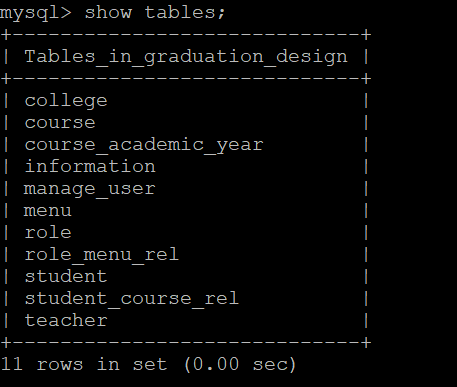 mysql> show tables;
+------------------------------+
| Tables_in_graduation_design |
+------------------------------+
| college |
| course |
| course_academic_year |
| information |
| manage_user |
| menu |
| role |
| role_menu_rel |
| student |
| student_course_rel |
| teacher |
+------------------------------+
11 rows in set (0.00 sec)